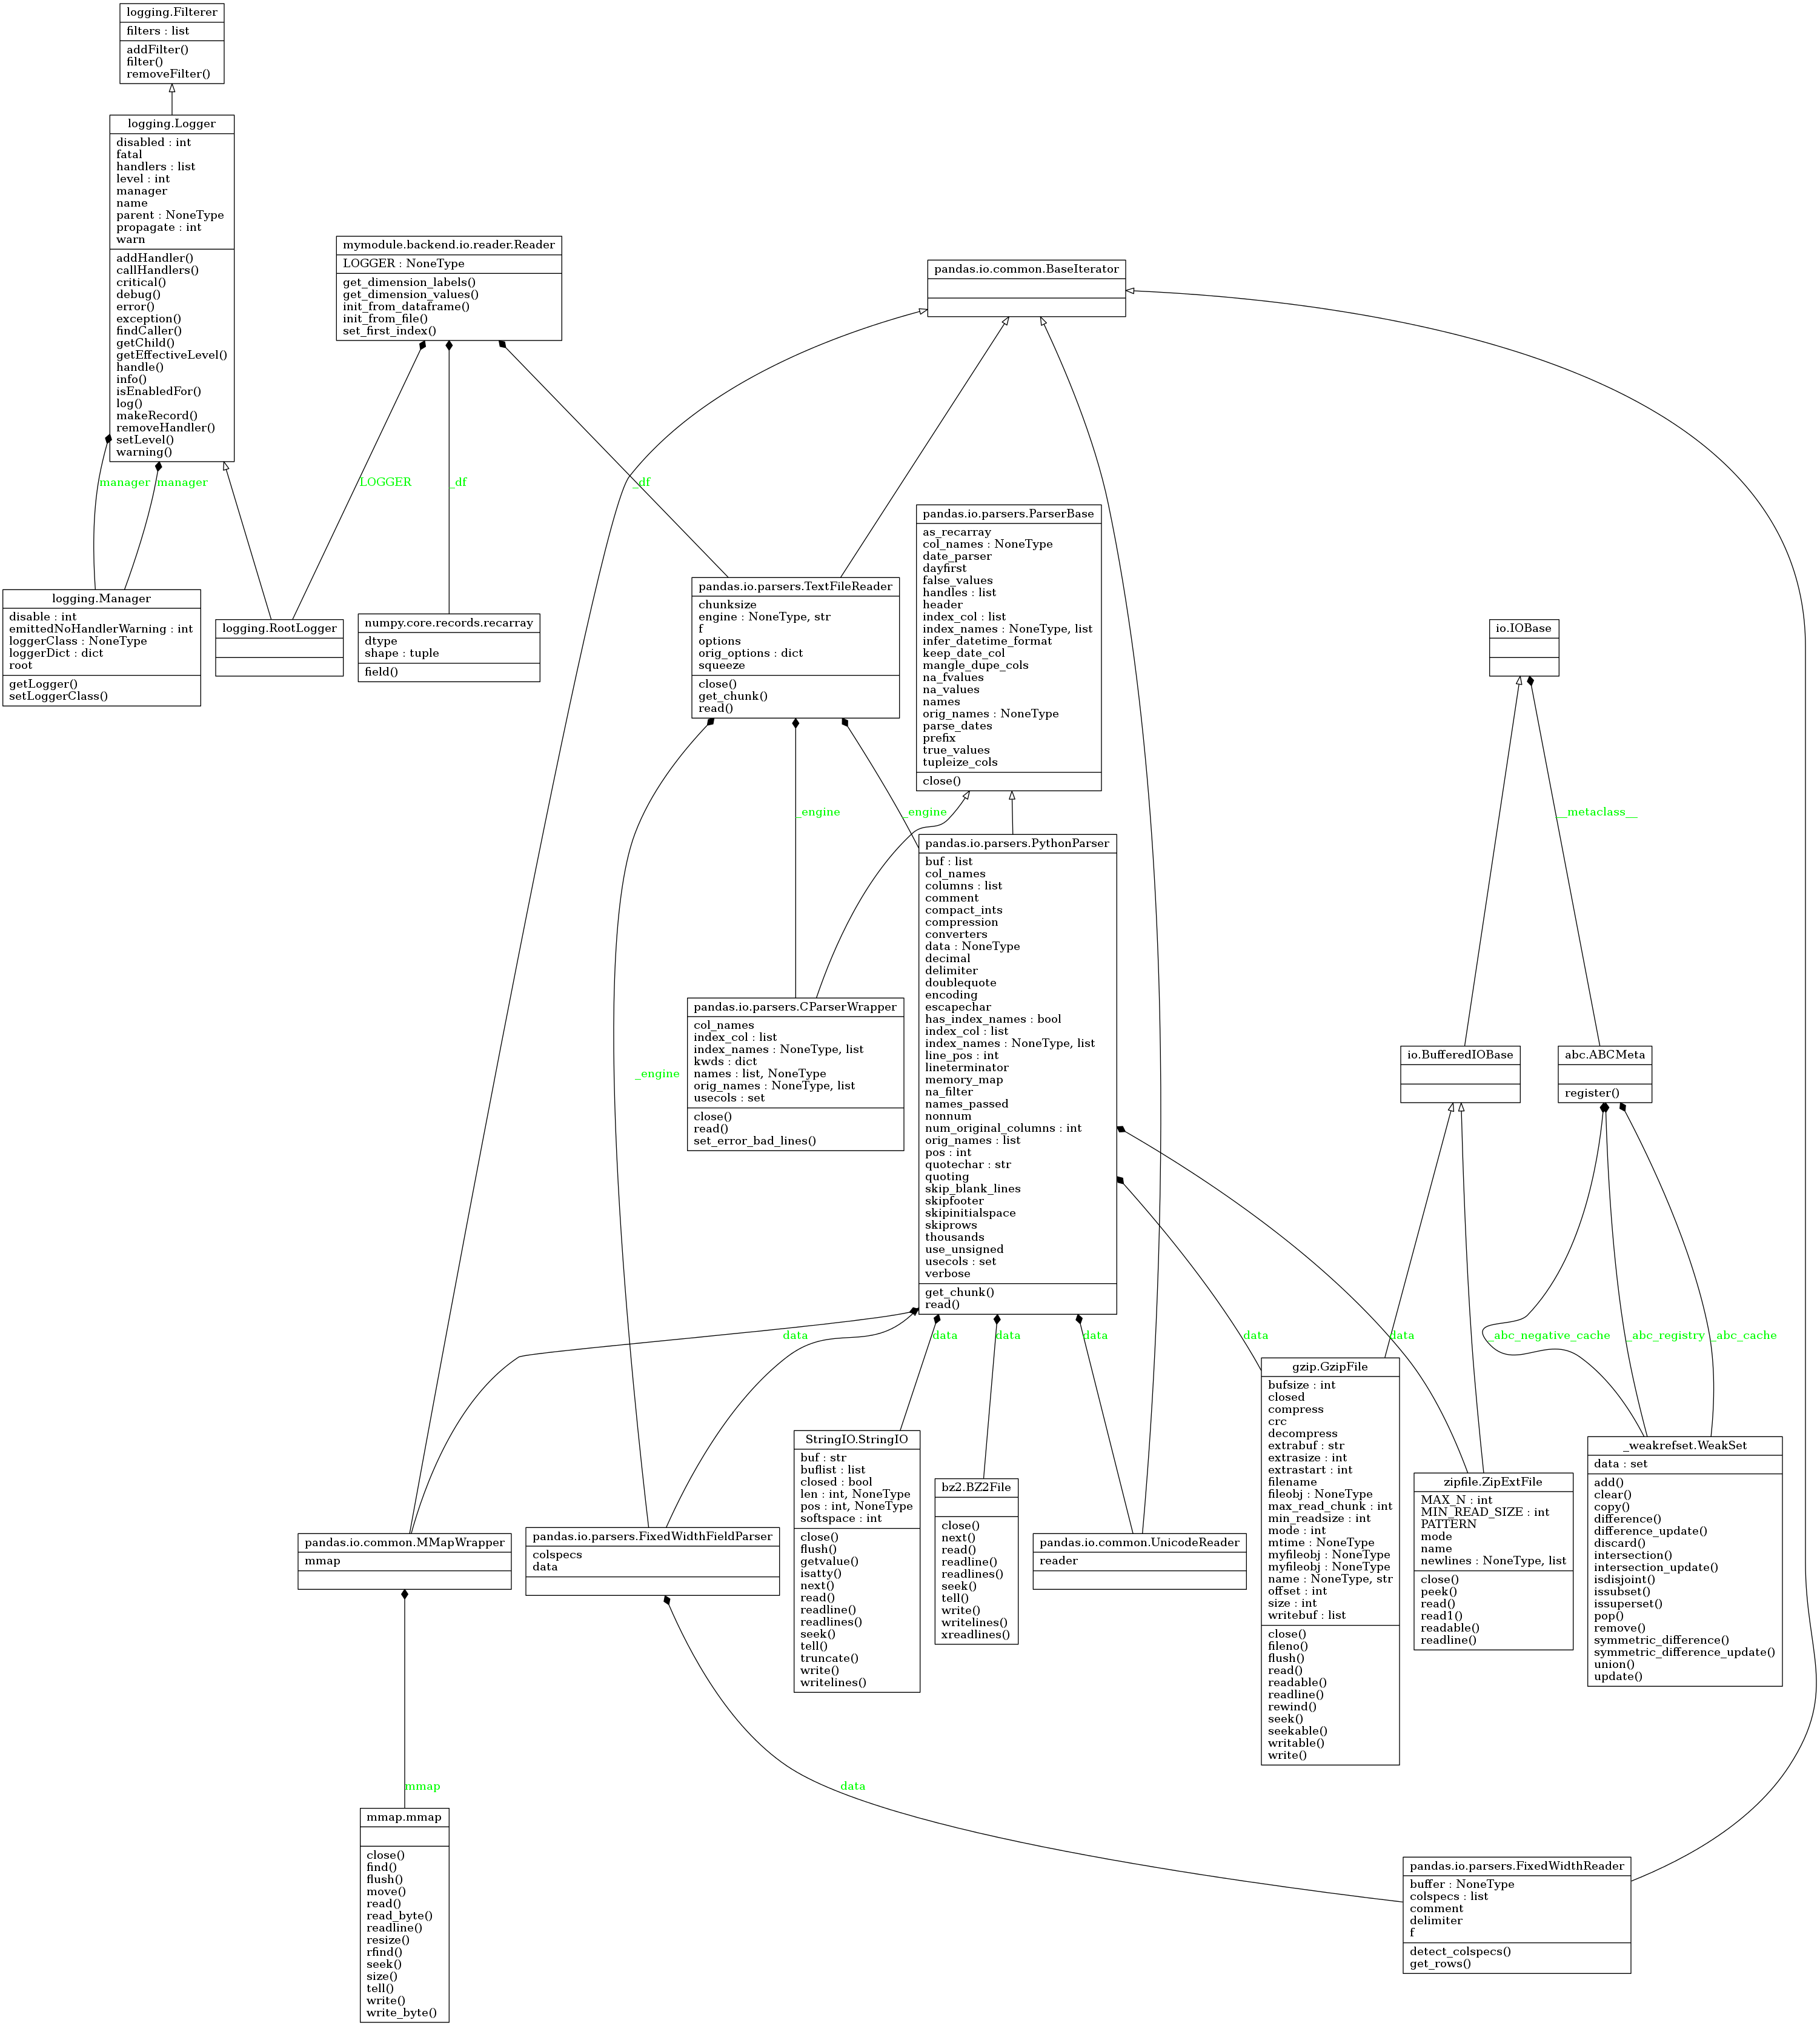 logging.Filterer
filters : list
addFilter()
filter()
removeFilter()
logging.Logger
disabled : int
fatal
handlers : list
level : int
manager
name
parent : NoneType
propagate : int
warn
addHandler()
callHandlers()
critical()
debug()
error()
exception()
findCaller()
getChild()
getEffectiveLevel()
handle()
info()
isEnabledFor()
log()
makeRecord()
removeHandler()
setLevel()
warning()
mymodule.backend.io.reader.Reader
LOGGER : NoneType
get_dimension_labels()
get_dimension_values()
init_from_dataframe()
init_from_file()
set_first_index()
pandas.io.common.BaseIterator
manager
manager
LOGGER
_df
_df
logging.Manager
disable : int
emittedNoHandlerWarning : int
loggerClass : NoneType
loggerDict : dict
root
getLogger()
setLoggerClass()
logging.RootLogger
numpy.core.records.recarray
dtype
shape : tuple
field()
pandas.io.parsers.TextFileReader
chunksize
engine : NoneType, str
f
options
orig_options : dict
squeeze
close()
get_chunk()
read()
pandas.io.parsers.ParserBase
as_recarray
col_names : NoneType
date_parser
dayfirst
false_values
handles : list
header
index_col : list
index_names : NoneType, list
infer_datetime_format
keep_date_col
mangle_dupe_cols
na_fvalues
na_values
names
orig_names : NoneType
parse_dates
prefix
true_values
tupleize_cols
close()
io.IOBase
_engine
_engine
__metaclass__
pandas.io.parsers.PythonParser
buf : list
col_names
columns : list
comment
compact_ints
compression
converters
data : NoneType
decimal
delimiter
doublequote
encoding
escapechar
has_index_names : bool
index_col : list
index_names : NoneType, list
line_pos : int
lineterminator
memory_map
na_filter
names_passed
nonnum
num_original_columns : int
orig_names : list
pos : int
quotechar : str
quoting
skip_blank_lines
skipfooter
skipinitialspace
skiprows
thousands
use_unsigned
usecols : set
verbose
get_chunk()
read()
_engine
pandas.io.parsers.CParserWrapper
col_names
index_col : list
index_names : NoneType, list
kwds : dict
names : list, NoneType
orig_names : NoneType, list
usecols : set
close()
read()
set_error_bad_lines()
io.BufferedIOBase
abc.ABCMeta
register()
data
data
data
data
data
data
_abc_negative_cache
_abc_registry
_abc_cache
pandas.io.common.MMapWrapper
mmap
pandas.io.parsers.FixedWidthFieldParser
colspecs
data
StringIO.StringIO
buf : str
buflist : list
closed : bool
len : int, NoneType
pos : int, NoneType
softspace : int
close()
flush()
getvalue()
isatty()
next()
read()
readline()
readlines()
seek()
tell()
truncate()
write()
writelines()
bz2.BZ2File
close()
next()
read()
readline()
readlines()
seek()
tell()
write()
writelines()
xreadlines()
pandas.io.common.UnicodeReader
reader
gzip.GzipFile
bufsize : int
closed
compress
crc
decompress
extrabuf : str
extrasize : int
extrastart : int
filename
fileobj : NoneType
max_read_chunk : int
min_readsize : int
mode : int
mtime : NoneType
myfileobj : NoneType
myfileobj : NoneType
name : NoneType, str
offset : int
size : int
writebuf : list
close()
fileno()
flush()
read()
readable()
readline()
rewind()
seek()
seekable()
writable()
write()
zipfile.ZipExtFile
MAX_N : int
MIN_READ_SIZE : int
PATTERN
mode
name
newlines : NoneType, list
close()
peek()
read()
read1()
readable()
readline()
_weakrefset.WeakSet
data : set
add()
clear()
copy()
difference()
difference_update()
discard()
intersection()
intersection_update()
isdisjoint()
issubset()
issuperset()
pop()
remove()
symmetric_difference()
symmetric_difference_update()
union()
update()
mmap
data
mmap.mmap
close()
find()
flush()
move()
read()
read_byte()
readline()
resize()
rfind()
seek()
size()
tell()
write()
write_byte()
pandas.io.parsers.FixedWidthReader
buffer : NoneType
colspecs : list
comment
delimiter
f
detect_colspecs()
get_rows()